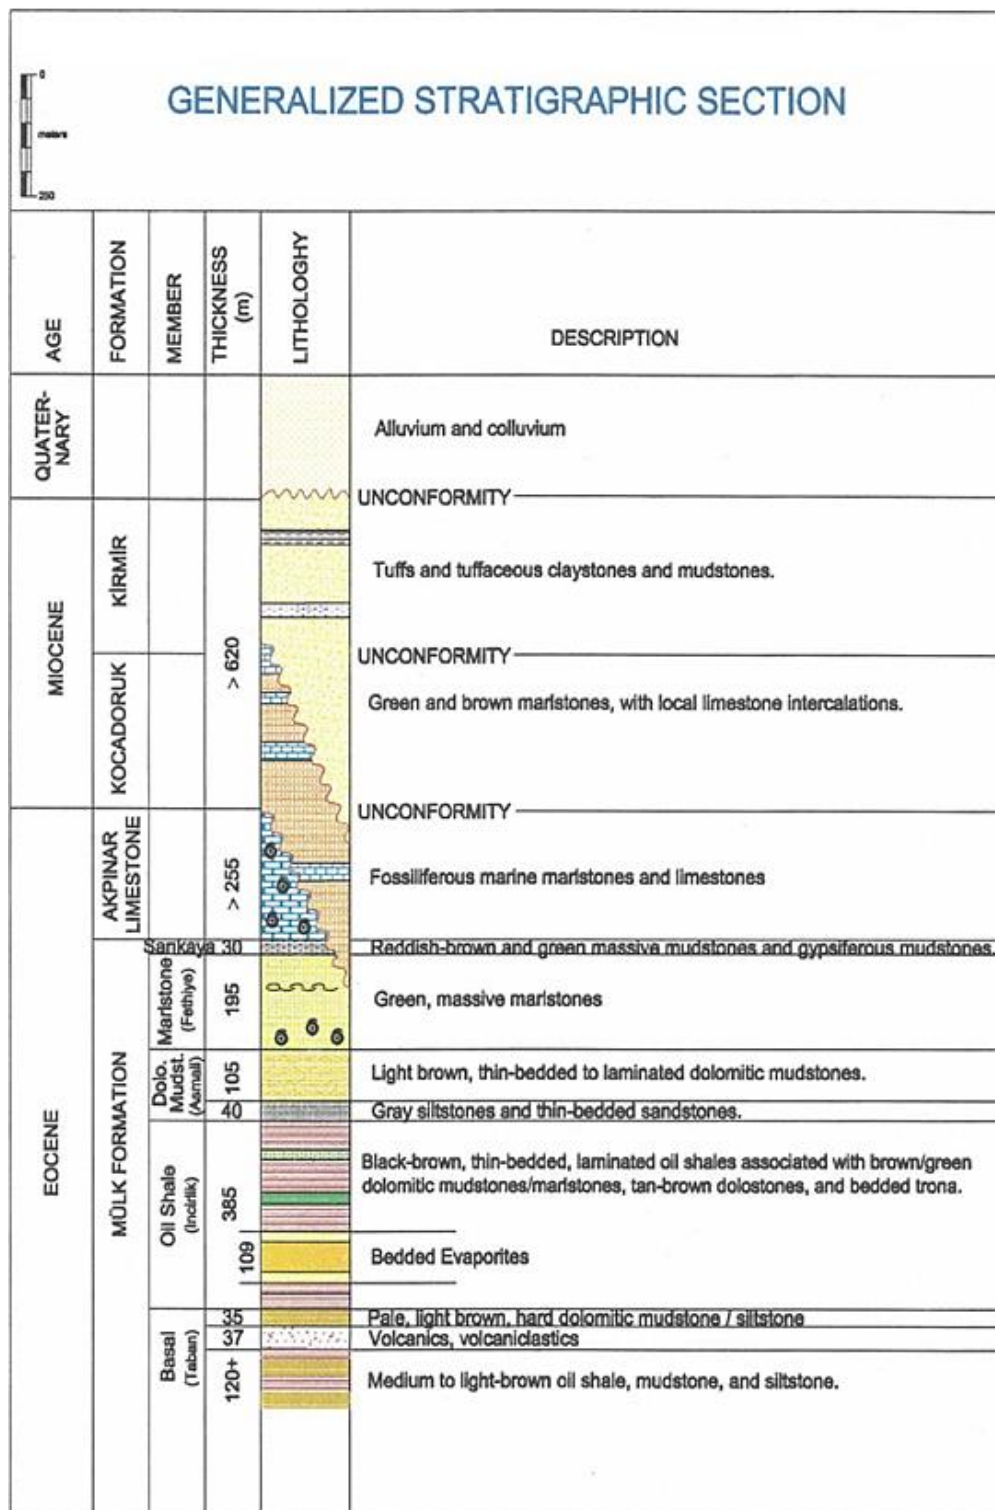 0
meters
250
GENERALIZED STRATIGRAPHIC SECTION
AGE
FORMATION
MEMBER
THICKNESS
(m)
LITHOLOGHY
DESCRIPTION
QUATER-
NARY
Alluvium and colluvium
UNCONFORMITY
MIOCENE
KİRMİR
> 620
Tuffs and tuffaceous claystones and mudstones.
UNCONFORMITY
KOCADORUK
Green and brown marlstones, with local limestone intercalations.
UNCONFORMITY
EOCENE
AKPINAR
LIMESTONE
> 255
Fossiliferous marine marlstones and limestones
MÜLK FORMATION
Sarıkaya 30
Reddish-brown and green massive mudstones and gypsiferous mudstones.
Marlstone
(Fethiye)
195
Green, massive marlstones
Dolo.
Mudst.
(Asmali)
105
Light brown, thin-bedded to laminated dolomitic mudstones.
40
Gray siltstones and thin-bedded sandstones.
Oil Shale
(Incirlik)
385
Black-brown, thin-bedded, laminated oil shales associated with brown/green
dolomitic mudstones/marlstones, tan-brown dolostones, and bedded trona.
109
Bedded Evaporites
Basal
(Taban)
35
Pale, light brown, hard dolomitic mudstone / siltstone
37
Volcanics, volcaniclastics
120+
Medium to light-brown oil shale, mudstone, and siltstone.